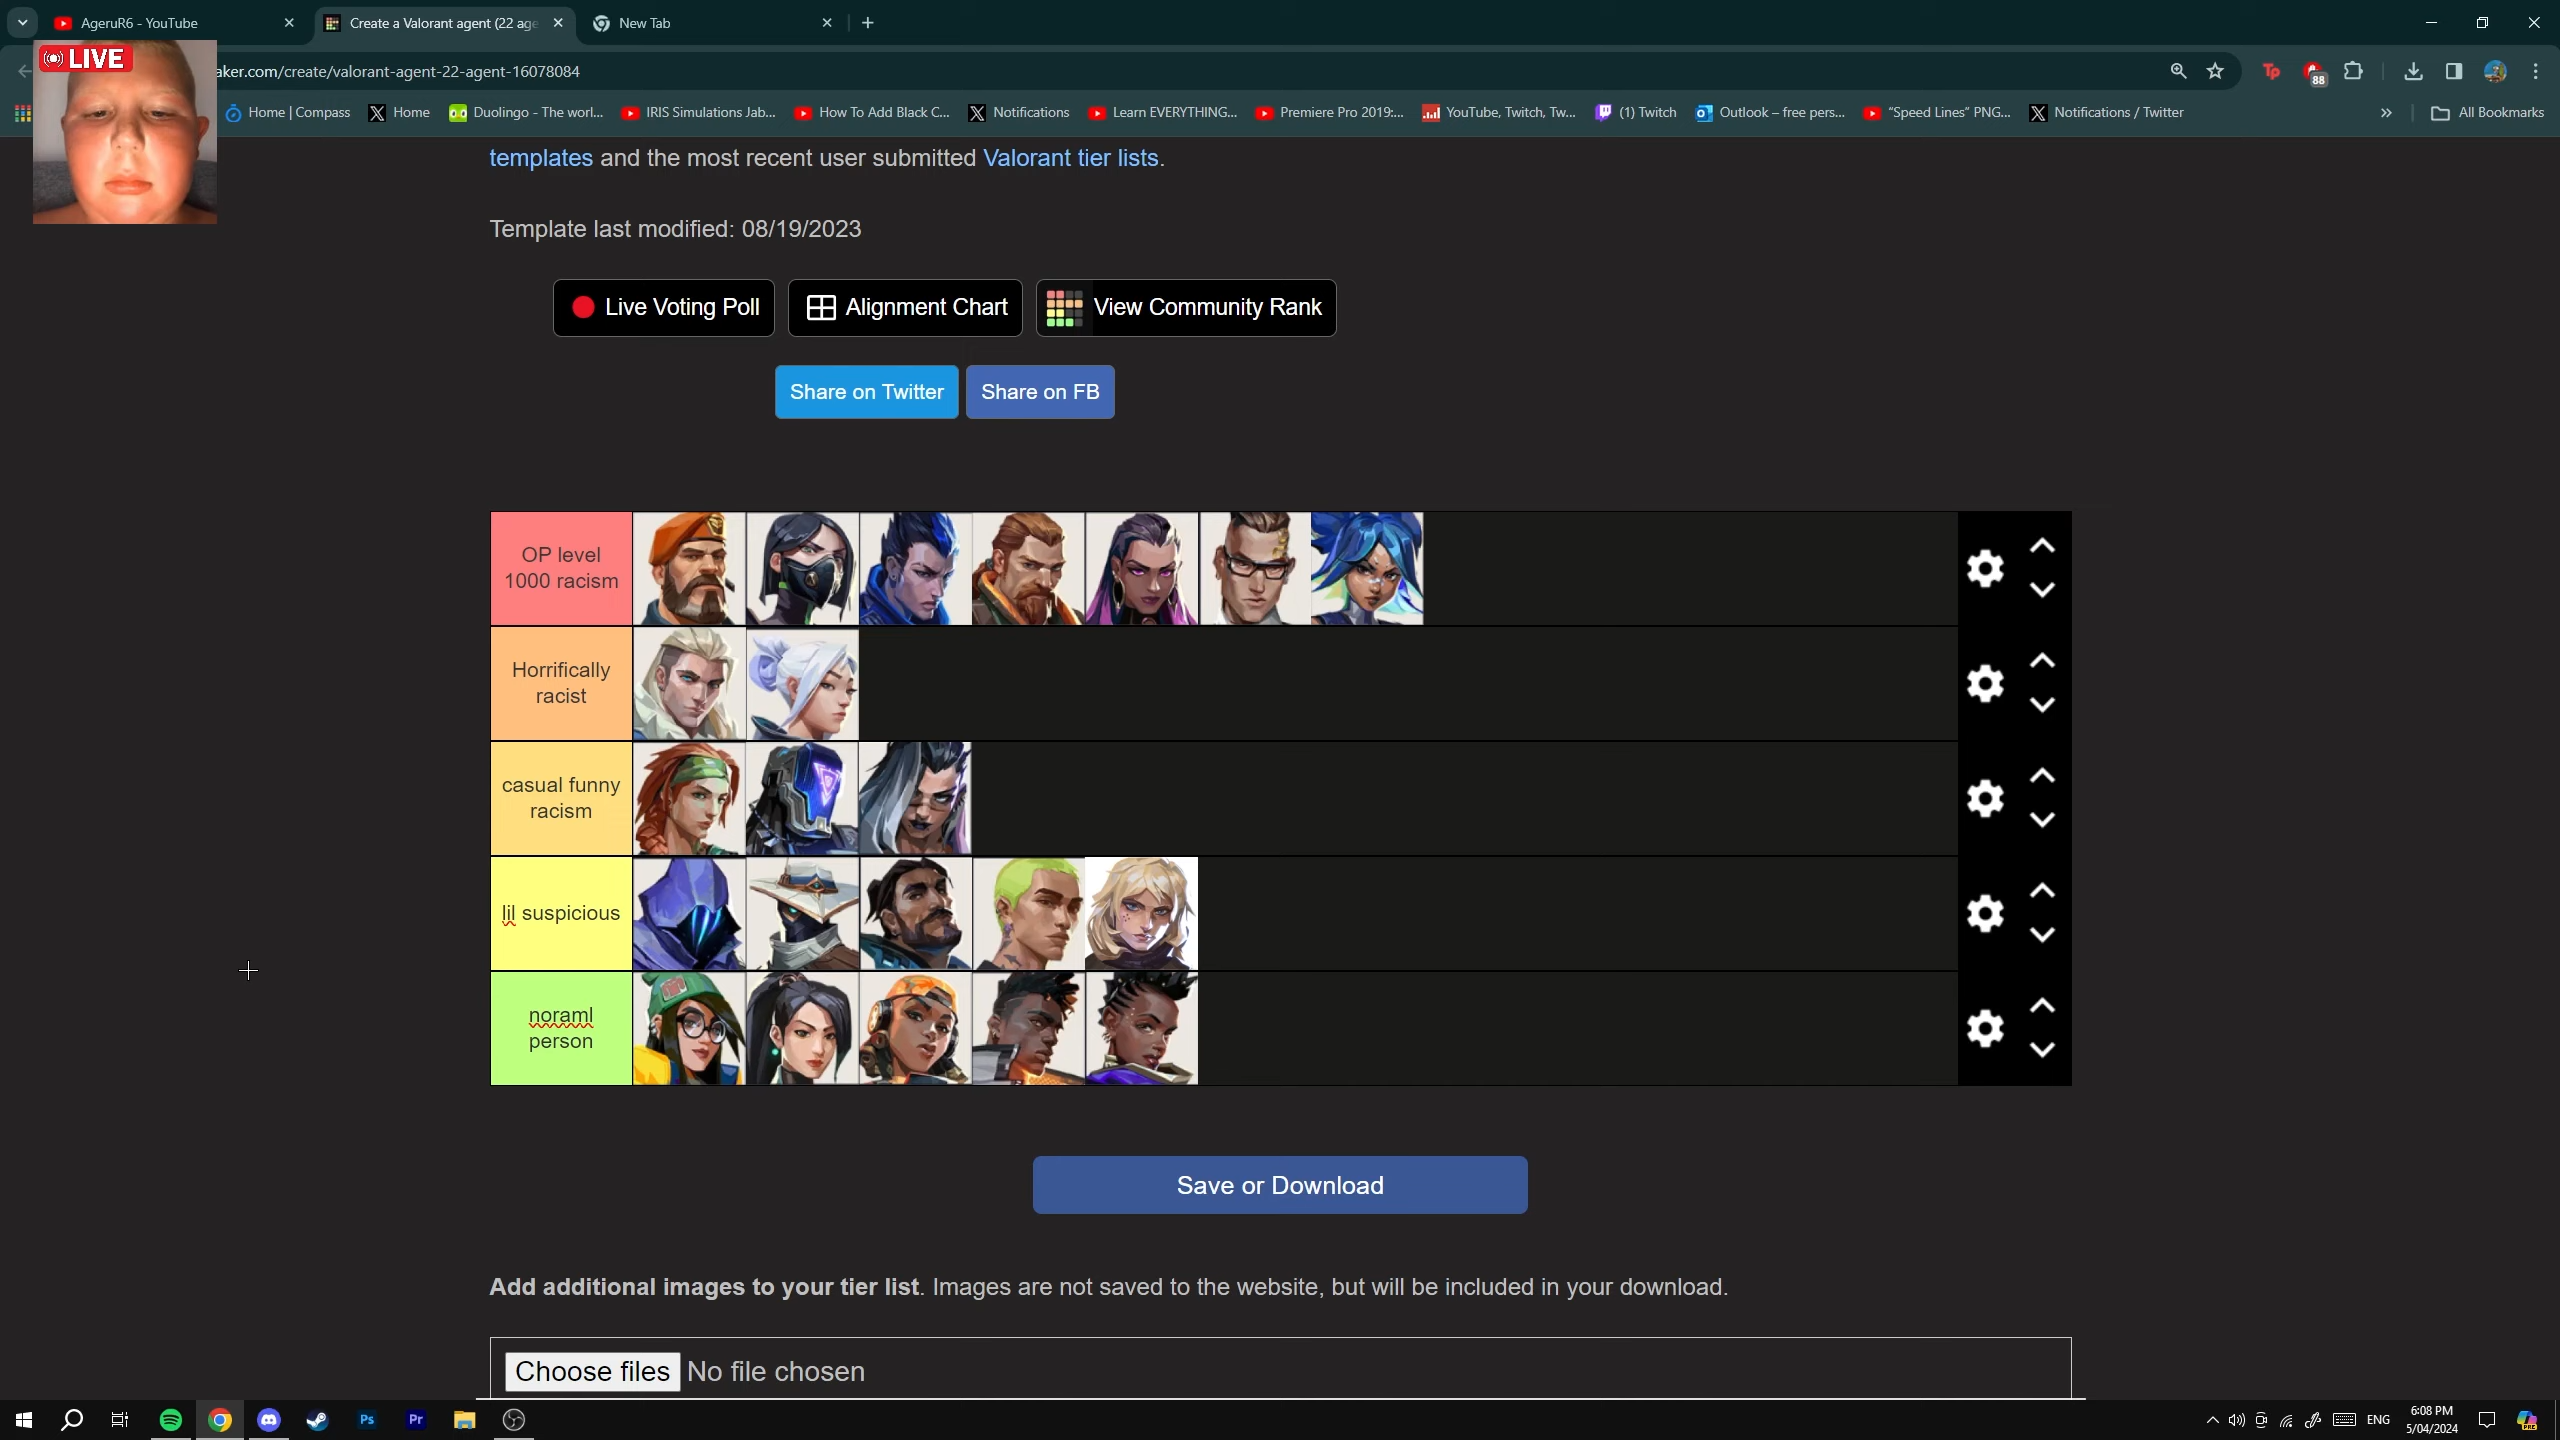 AgeruR6 - YouTube
Create a Valorant agent (22 age
New Tab
LIVE
aker.com/create/valorant-agent-22-agent-16078084
88
Home | Compass
Home
Duolingo - The worl...
IRIS Simulations Jab...
How To Add Black C...
Notifications
Learn EVERYTHING...
Premiere Pro 2019:...
YouTube, Twitch, Tw...
(1) Twitch
Outlook – free pers...
"Speed Lines" PNG...
Notifications / Twitter
All Bookmarks
templates and the most recent user submitted Valorant tier lists.
Template last modified: 08/19/2023
Live Voting Poll
Alignment Chart
View Community Rank
Share on Twitter
Share on FB
OP level
1000 racism
Horrifically
racist
casual funny
racism
lil suspicious
noraml
person
Save or Download
Add additional images to your tier list. Images are not saved to the website, but will be included in your download.
Choose files No file chosen
Ps
Pr
ENG
6:08 PM
5/04/2024